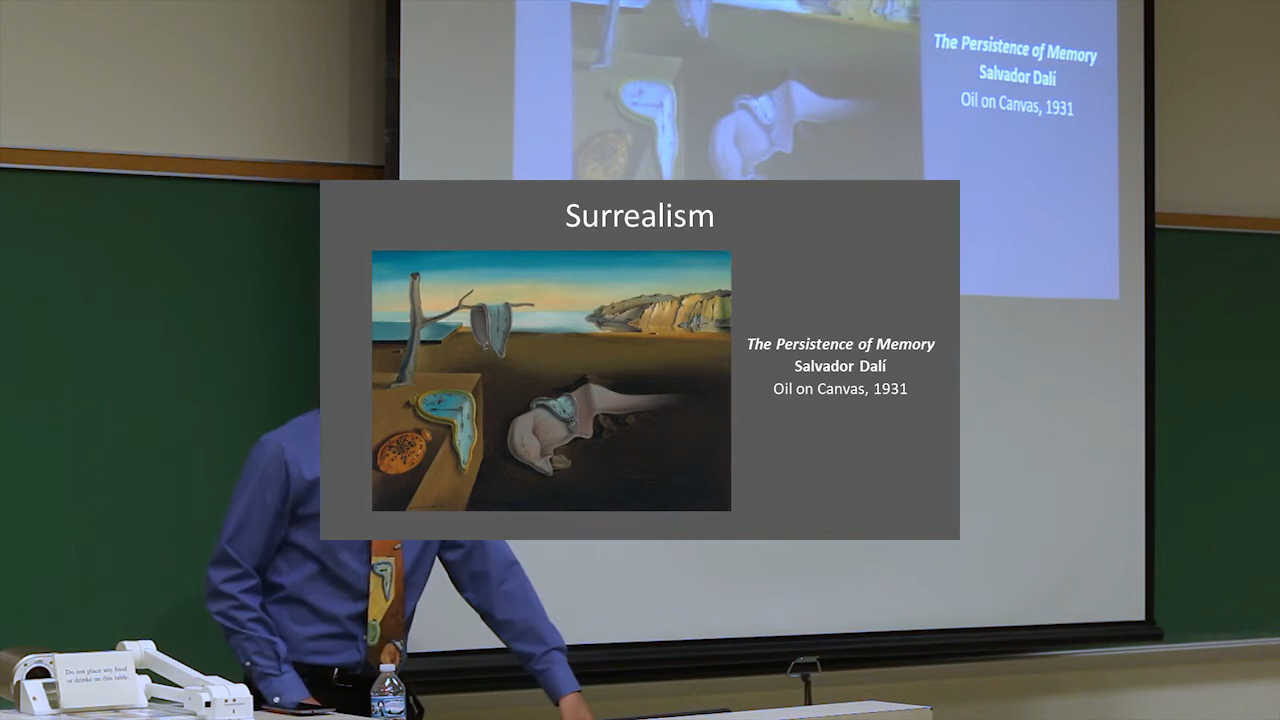 The Persistence of Memory
Salvador Dalí
Oil on Canvas, 1931
Surrealism
The Persistence of Memory
Salvador Dalí
Oil on Canvas, 1931
Do not place any food
or drinks on this table.